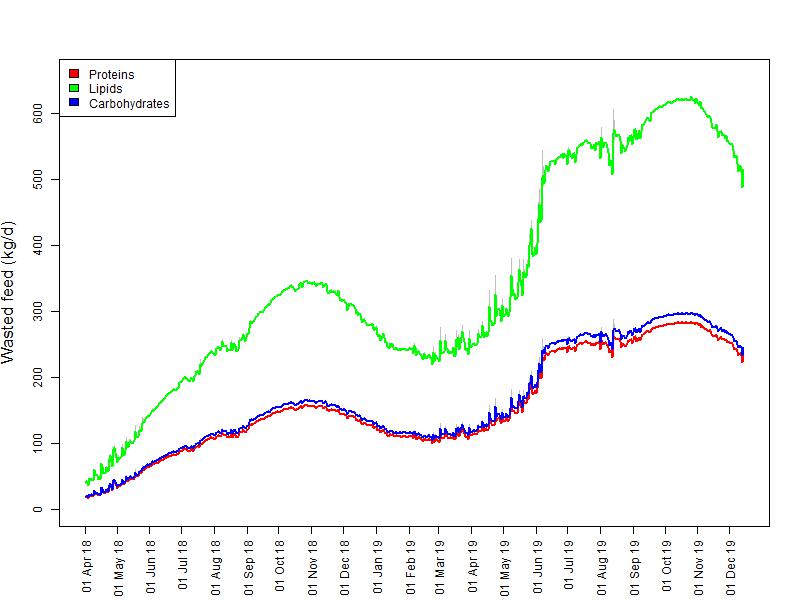 Proteins
Lipids
Carbohydrates
Wasted feed (kg/d)
600
500
400
300
200
100
0
01 Apr 18
01 May 18
01 Jun 18
01 Jul 18
01 Aug 18
01 Sep 18
01 Oct 18
01 Nov 18
01 Dec 18
01 Jan 19
01 Feb 19
01 Mar 19
01 Apr 19
01 May 19
01 Jun 19
01 Jul 19
01 Aug 19
01 Sep 19
01 Oct 19
01 Nov 19
01 Dec 19